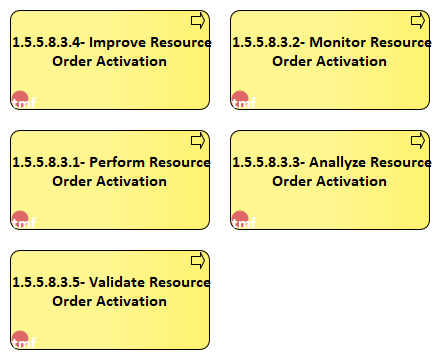 1.5.5.8.3.4- Improve Resource
Order Activation
tmf
1.5.5.8.3.2- Monitor Resource
Order Activation
tmf
1.5.5.8.3.1- Perform Resource
Order Activation
tmf
1.5.5.8.3.3- Anallyze Resource
Order Activation
tmf
1.5.5.8.3.5- Validate Resource
Order Activation
tmf